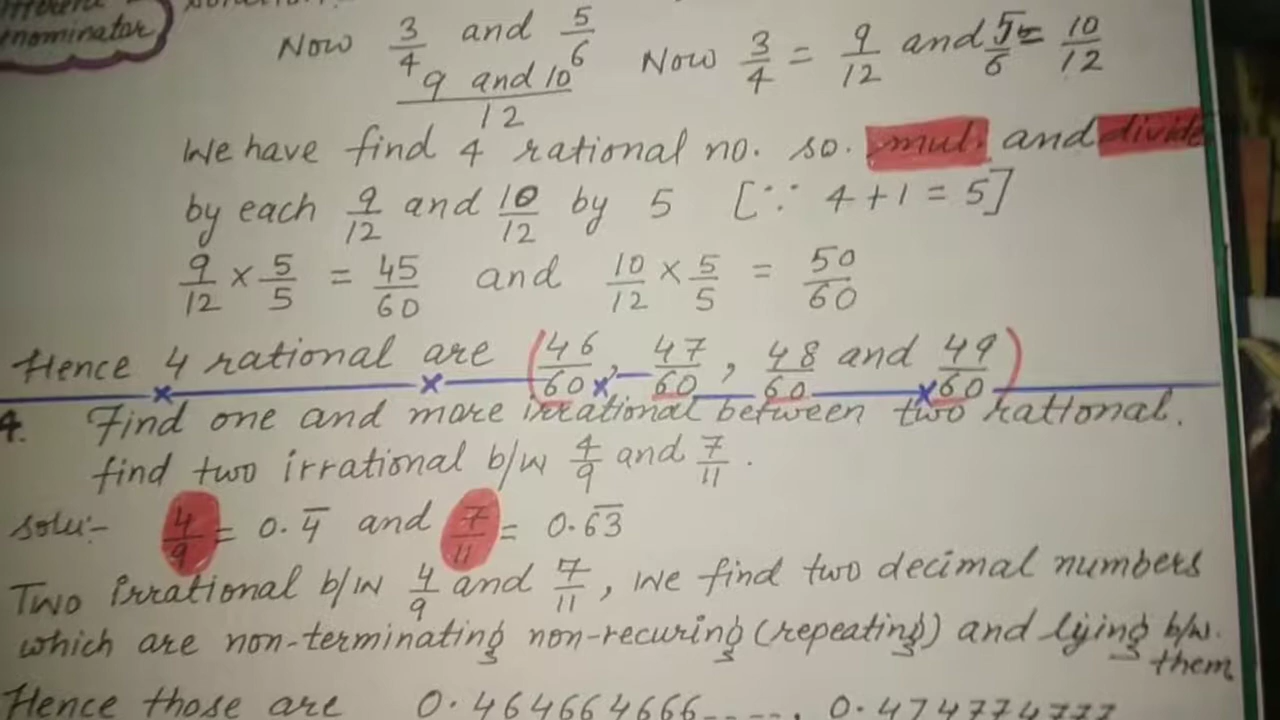 nominator
Now 3/4 and 5/6 Now 3/4 = 9/12 and 5/6 = 10/12
9 and 10
12
We have find 4 rational no. so. mul. and divide
by each 9/12 and 10/12 by 5 [∵ 4+1=5]
9/12 × 5/5 = 45/60 and 10/12 × 5/5 = 50/60
Hence 4 rational are (46/60, 47/60, 48/60 and 49/60)
4. Find one and more irrational between two rational.
find two irrational b/w 4/9 and 7/11.
solu:- 4/9 = 0.4̅ and 7/11 = 0.6̅3̅
Two irrational b/w 4/9 and 7/11, we find two decimal numbers
which are non-terminating non-recuring (repeating) and lying b/w.
them
Hence those are 0.464664666....., 0.474774777